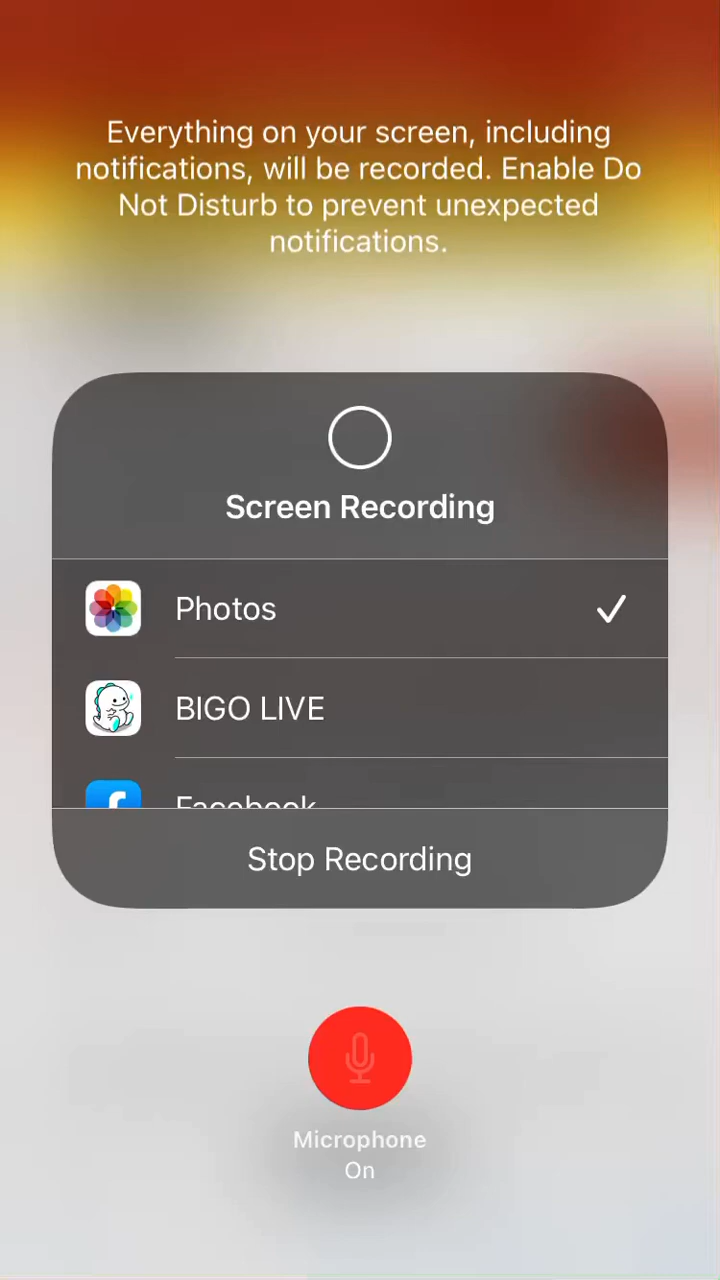 Everything on your screen, including
notifications, will be recorded. Enable Do
Not Disturb to prevent unexpected
notifications.
Screen Recording
Photos
BIGO LIVE
Facebook
Stop Recording
Microphone
On